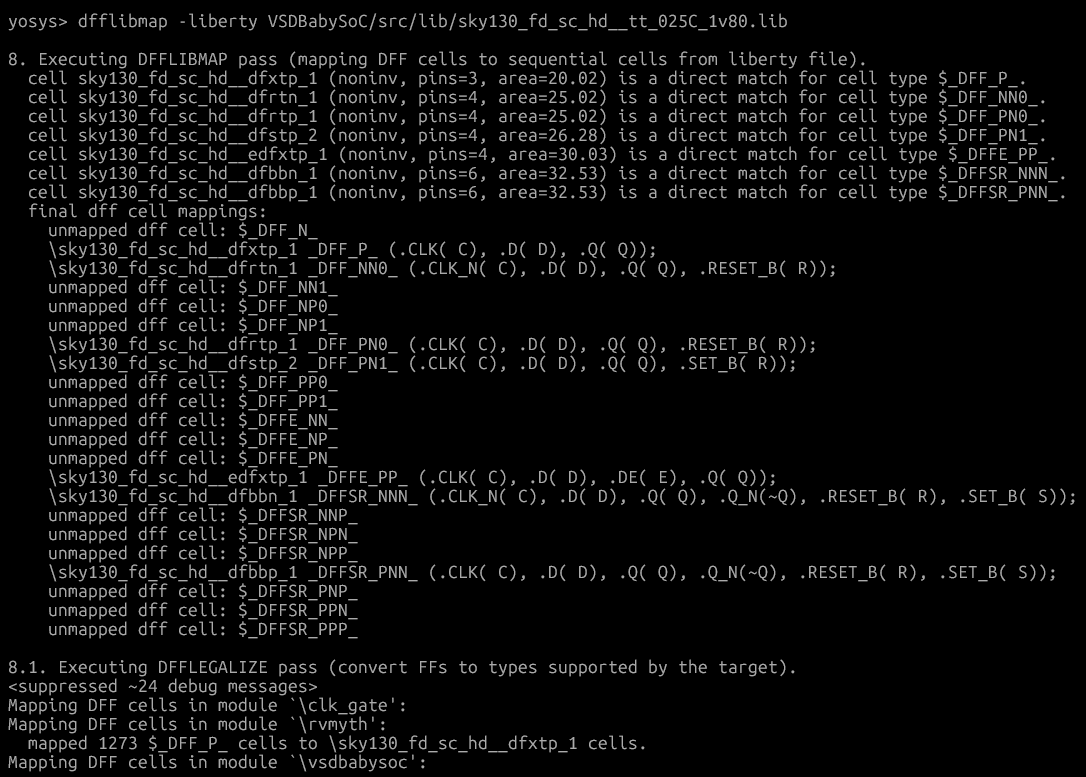 yosys> dfflibmap -liberty VSDBabySoC/src/lib/sky130_fd_sc_hd__tt_025C_1v80.lib
8. Executing DFFLIBMAP pass (mapping DFF cells to sequential cells from liberty file).
cell sky130_fd_sc_hd__dfxtp_1 (noninv, pins=3, area=20.02) is a direct match for cell type $_DFF_P_.
cell sky130_fd_sc_hd__dfrtn_1 (noninv, pins=4, area=25.02) is a direct match for cell type $_DFF_NN0_.
cell sky130_fd_sc_hd__dfrtp_1 (noninv, pins=4, area=25.02) is a direct match for cell type $_DFF_PN0_.
cell sky130_fd_sc_hd__dfstp_2 (noninv, pins=4, area=26.28) is a direct match for cell type $_DFF_PN1_.
cell sky130_fd_sc_hd__edfxtp_1 (noninv, pins=4, area=30.03) is a direct match for cell type $_DFFE_PP_.
cell sky130_fd_sc_hd__dfbbn_1 (noninv, pins=6, area=32.53) is a direct match for cell type $_DFFSR_NNN_.
cell sky130_fd_sc_hd__dfbbp_1 (noninv, pins=6, area=32.53) is a direct match for cell type $_DFFSR_PNN_.
final dff cell mappings:
unmapped dff cell: $_DFF_N_
\sky130_fd_sc_hd__dfxtp_1 _DFF_P_ (.CLK( C), .D( D), .Q( Q));
\sky130_fd_sc_hd__dfrtn_1 _DFF_NN0_ (.CLK_N( C), .D( D), .Q( Q), .RESET_B( R));
unmapped dff cell: $_DFF_NN1_
unmapped dff cell: $_DFF_NP0_
unmapped dff cell: $_DFF_NP1_
\sky130_fd_sc_hd__dfrtp_1 _DFF_PN0_ (.CLK( C), .D( D), .Q( Q), .RESET_B( R));
\sky130_fd_sc_hd__dfstp_2 _DFF_PN1_ (.CLK( C), .D( D), .Q( Q), .SET_B( R));
unmapped dff cell: $_DFF_PP0_
unmapped dff cell: $_DFF_PP1_
unmapped dff cell: $_DFFE_NN_
unmapped dff cell: $_DFFE_NP_
unmapped dff cell: $_DFFE_PN_
\sky130_fd_sc_hd__edfxtp_1 _DFFE_PP_ (.CLK( C), .D( D), .DE( E), .Q( Q));
\sky130_fd_sc_hd__dfbbn_1 _DFFSR_NNN_ (.CLK_N( C), .D( D), .Q( Q), .Q_N(~Q), .RESET_B( R), .SET_B( S));
unmapped dff cell: $_DFFSR_NNP_
unmapped dff cell: $_DFFSR_NPN_
unmapped dff cell: $_DFFSR_NPP_
\sky130_fd_sc_hd__dfbbp_1 _DFFSR_PNN_ (.CLK( C), .D( D), .Q( Q), .Q_N(~Q), .RESET_B( R), .SET_B( S));
unmapped dff cell: $_DFFSR_PNP_
unmapped dff cell: $_DFFSR_PPN_
unmapped dff cell: $_DFFSR_PPP_
8.1. Executing DFFLEGALIZE pass (convert FFs to types supported by the target).
<suppressed ~24 debug messages>
Mapping DFF cells in module `\clk_gate':
Mapping DFF cells in module `\rvmyth':
mapped 1273 $_DFF_P_ cells to \sky130_fd_sc_hd__dfxtp_1 cells.
Mapping DFF cells in module `\vsdbabysoc':